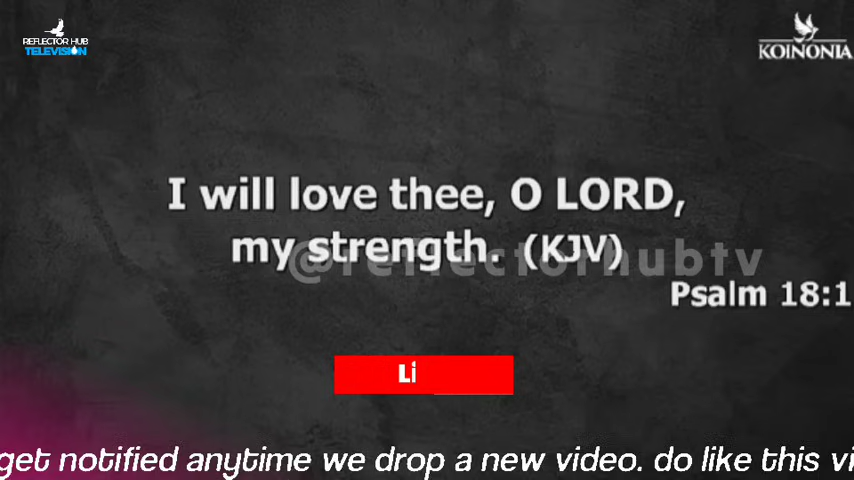 REFLECTOR HUB
TELEVISION
KOINONIA
I will love thee, O LORD,
my strength. (KJV)
@reflectorhubtv
Psalm 18:1
Li
get notified anytime we drop a new video. do like this vi